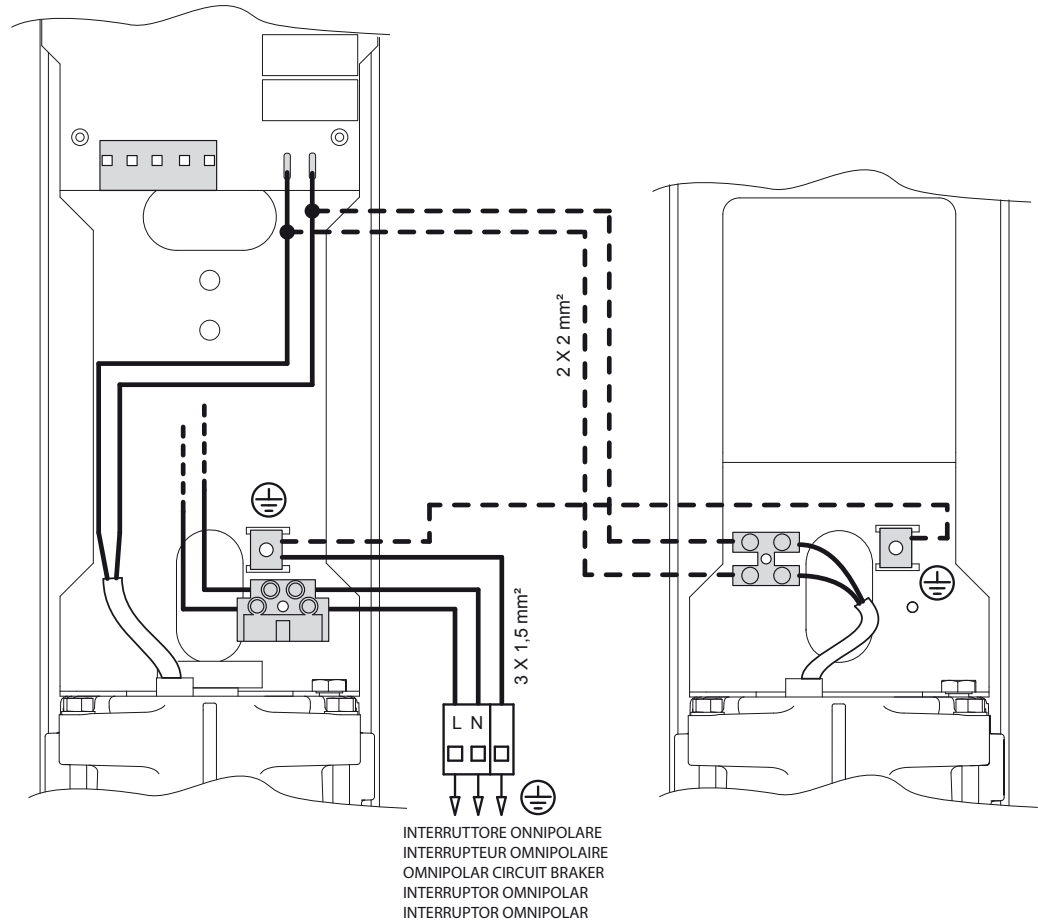 2 X 2 mm²
3 X 1,5 mm²
L N
INTERRUTTORE ONNIPOLARE
INTERRUPTEUR OMNIPOLAIRE
OMNIPOLAR CIRCUIT BRAKER
INTERRUPTOR OMNIPOLAR
INTERRUPTOR OMNIPOLAR